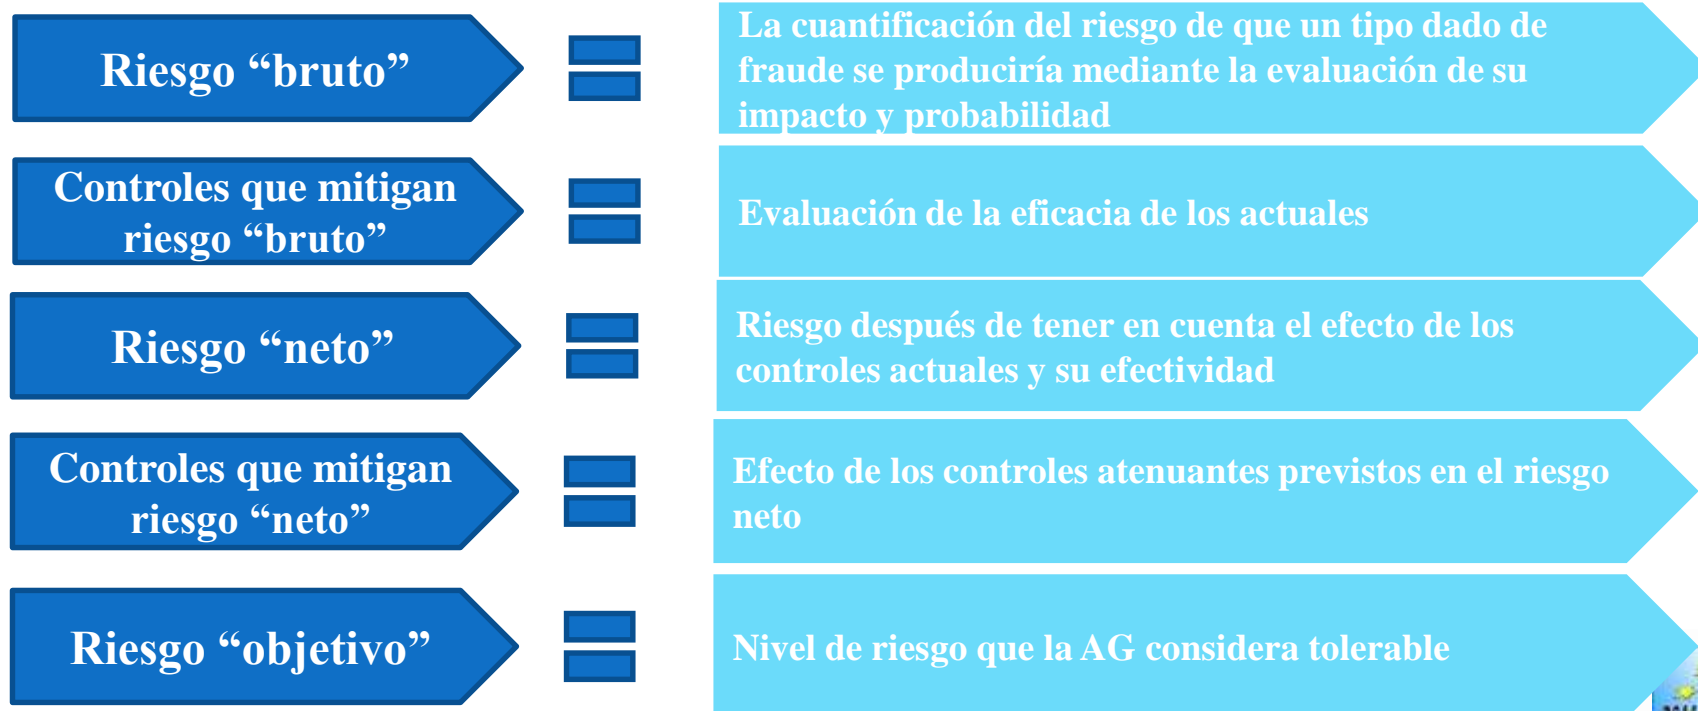 Riesgo “bruto”
La cuantificación del riesgo de que un tipo dado de
fraude se produciría mediante la evaluación de su
impacto y probabilidad
Controles que mitigan
riesgo “bruto”
Evaluación de la eficacia de los actuales
Riesgo “neto”
Riesgo después de tener en cuenta el efecto de los
controles actuales y su efectividad
Controles que mitigan
riesgo “neto”
Efecto de los controles atenuantes previstos en el riesgo
neto
Riesgo “objetivo”
Nivel de riesgo que la AG considera tolerable